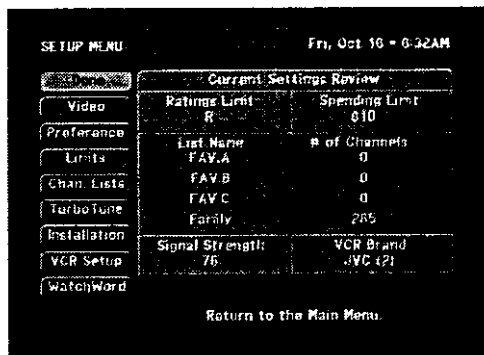 SETUP MENU
Fri, Oct 16 - 8:32AM
Done
Video
Preference
Limits
Chan. Lists
TurboTune
Installation
VCR Setup
WatchWord
Current Settings Review
Ratings Limit
R
Spending Limit
$10
List Name
# of Channels
FAV.A
0
FAV.B
0
FAV.C
0
Family
285
Signal Strength
76
VCR Brand
JVC (2)
Return to the Main Menu.